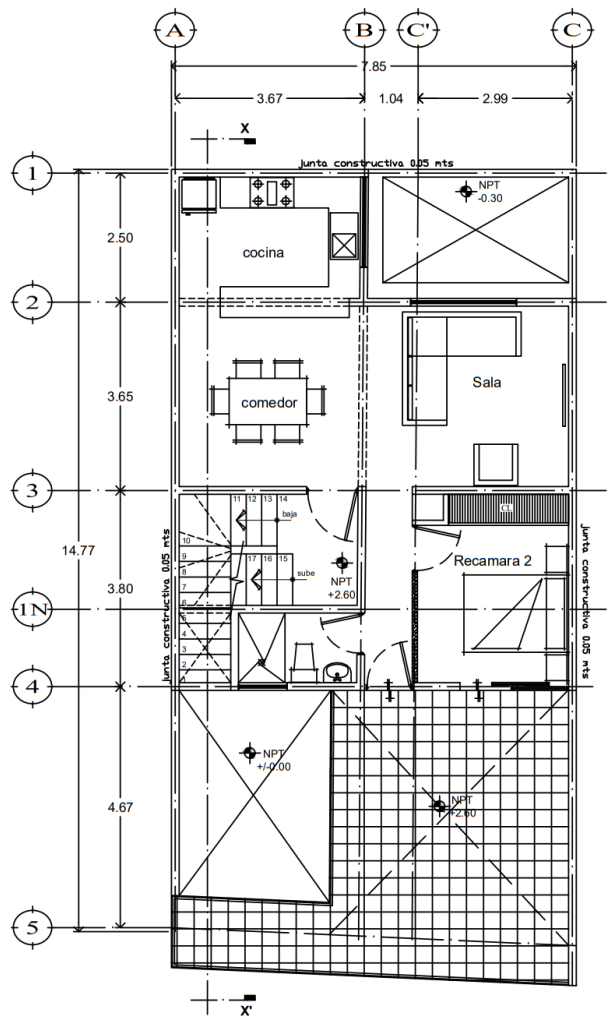 A
B
C'
C
7.85
3.67
1.04
2.99
X
junta constructiva 0.05 mts
1
NPT
-0.30
2.50
cocina
2
3.65
Sala
comedor
3
11
12
13
14
baja
CL
10
9
8
7
6
17
16
15
sube
NPT
+2.60
Recamara 2
14.77
junta constructiva 0.05 mts
junta constructiva 0.05 mts
3.80
1N
5
4
3
2
4
NPT
+/-0.00
NPT
+2.60
4.67
5
X'